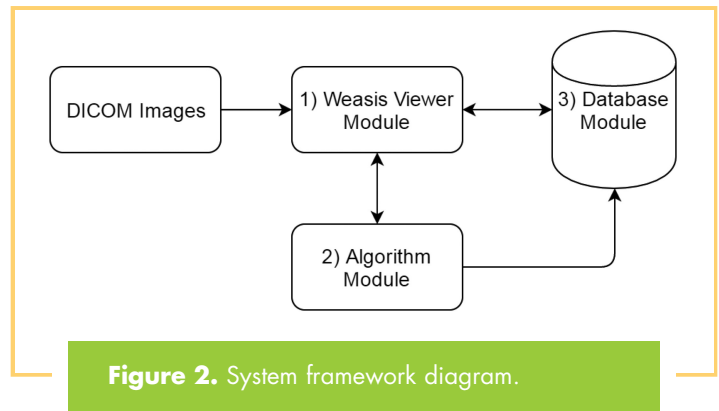 DICOM Images
1) Weasis Viewer
Module
3) Database
Module
2) Algorithm
Module
Figure 2. System framework diagram.